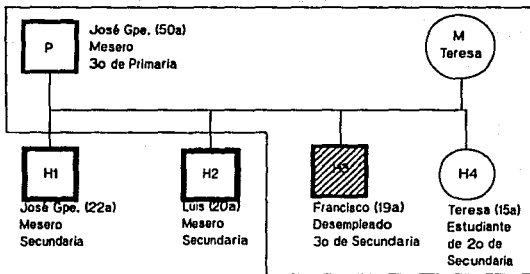 P
José Gpe. (50a)
Mesero
3o de Primaria
M
Teresa
H1
José Gpe. (22a)
Mesero
Secundaria
H2
Luis (20a)
Mesero
Secundaria
H3
Francisco (19a)
Desempleado
3o de Secundaria
H4
Teresa (15a)
Estudiante
de 2o de
Secundaria